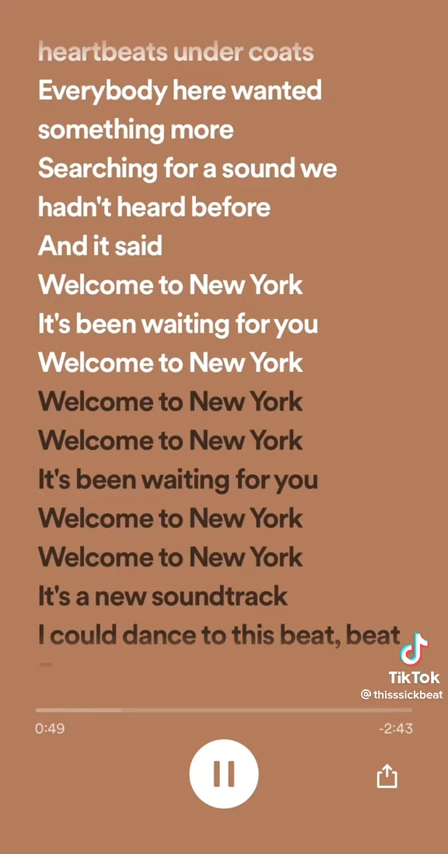 heartbeats under coats
Everybody here wanted
something more
Searching for a sound we
hadn't heard before
And it said
Welcome to New York
It's been waiting for you
Welcome to New York
Welcome to New York
Welcome to New York
It's been waiting for you
Welcome to New York
Welcome to New York
It's a new soundtrack
I could dance to this beat, beat
TikTok
@thisssickbeat
0:49
-2:43